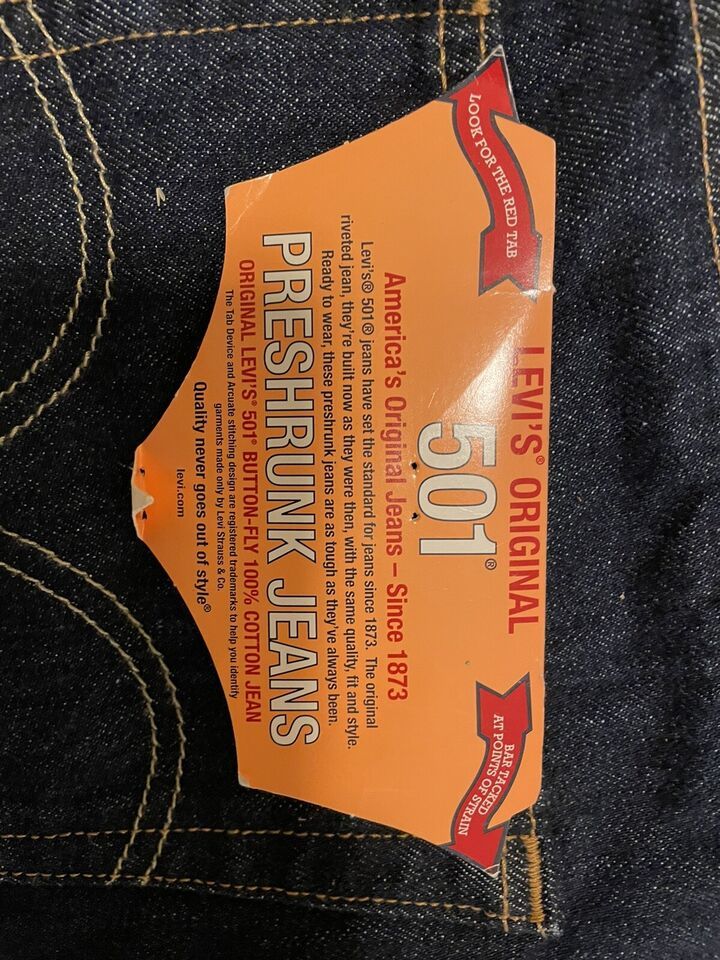 LOOK FOR THE RED TAB
BAR TACKED
AT POINTS OF STRAIN
LEVI'S® ORIGINAL
501®
America's Original Jeans – Since 1873
Levi's® 501® jeans have set the standard for jeans since 1873. The original
riveted jean, they're built now as they were then, with the same quality, fit and style.
Ready to wear, these preshrunk jeans are as tough as they've always been.
PRESHRUNK JEANS
ORIGINAL LEVI'S® 501® BUTTON-FLY 100% COTTON JEAN
The Tab Device and Arcuate stitching design are registered trademarks to help you identify
garments made only by Levi Strauss & Co.
Quality never goes out of style®
levi.com